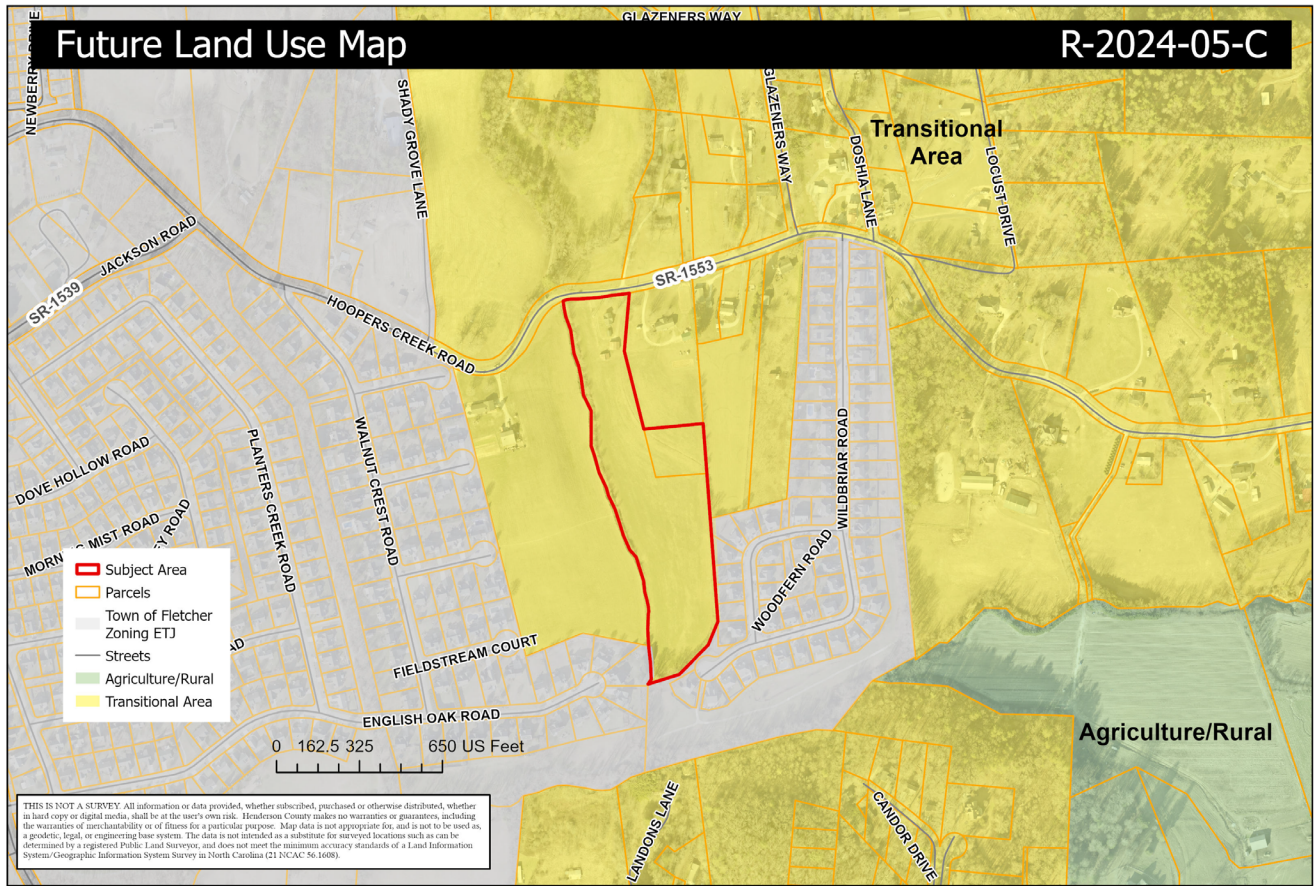 GLAZENERS WAY
Future Land Use Map
R-2024-05-C
NEWBERRY DRIVE
SHADY GROVE LANE
GLAZENERS WAY
DOSHIA LANE
LOCUST DRIVE
Transitional
Area
JACKSON ROAD
SR-1539
SR-1553
HOOPERS CREEK ROAD
DOVE HOLLOW ROAD
PLANTERS CREEK ROAD
WALNUT CREST ROAD
WILDBRIAR ROAD
MORN
MIST ROAD
EY ROAD
WOODFERN ROAD
AD
FIELDSTREAM COURT
ENGLISH OAK ROAD
Subject Area
Parcels
Town of Fletcher
Zoning ETJ
Streets
Agriculture/Rural
Transitional Area
0 162.5 325 650 US Feet
Agriculture/Rural
LANDONS LANE
CANDOR DRIVE
THIS IS NOT A SURVEY. All information or data provided, whether subscribed, purchased or otherwise distributed, whether
in hard copy or digital media, shall be at the user's own risk. Henderson County makes no warranties or guarantees, including
the warranties of merchantability or of fitness for a particular purpose. Map data is not appropriate for, and is not to be used as,
a geodetic, legal, or engineering base system. The data is not intended as a substitute for surveyed locations such as can be
determined by a registered Public Land Surveyor, and does not meet the minimum accuracy standards of a Land Information
System/Geographic Information System Survey in North Carolina (21 NCAC 56.1608).